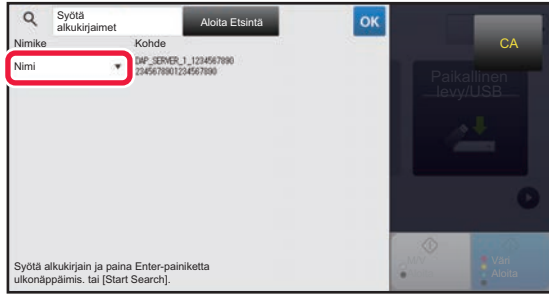 Syötä
alkukirjaimet
Aloita Etsintä
OK
CA
Nimike
Kohde
Nimi
DAP_SERVER_1_1234567890
2345678901234567890
Paikallinen
levy/USB
Väri
Aloita
Syötä alkukirjain ja paina Enter-painiketta
ulkonäppäimis. tai [Start Search].